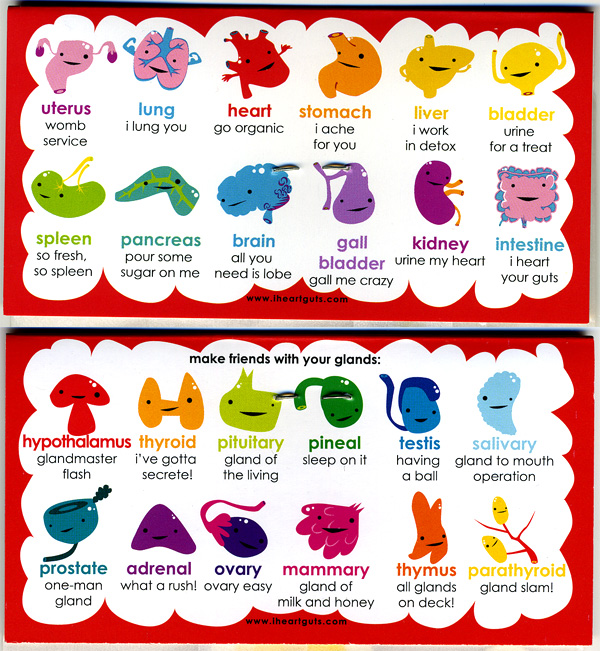 uterus
womb
service
lung
i lung you
heart
go organic
stomach
i ache
for you
liver
i work
in detox
bladder
urine
for a treat
spleen
so fresh,
so spleen
pancreas
pour some
sugar on me
brain
all you
need is lobe
gall
bladder
gall me crazy
kidney
urine my heart
intestine
i heart
your guts
www.iheartguts.com
make friends with your glands:
hypothalamus
glandmaster
flash
thyroid
i've gotta
secrete!
pituitary
gland of
the living
pineal
sleep on it
testis
having
a ball
salivary
gland to mouth
operation
prostate
one-man
gland
adrenal
what a rush!
ovary
ovary easy
mammary
gland of
milk and honey
thymus
all glands
on deck!
parathyroid
gland slam!
www.iheartguts.com